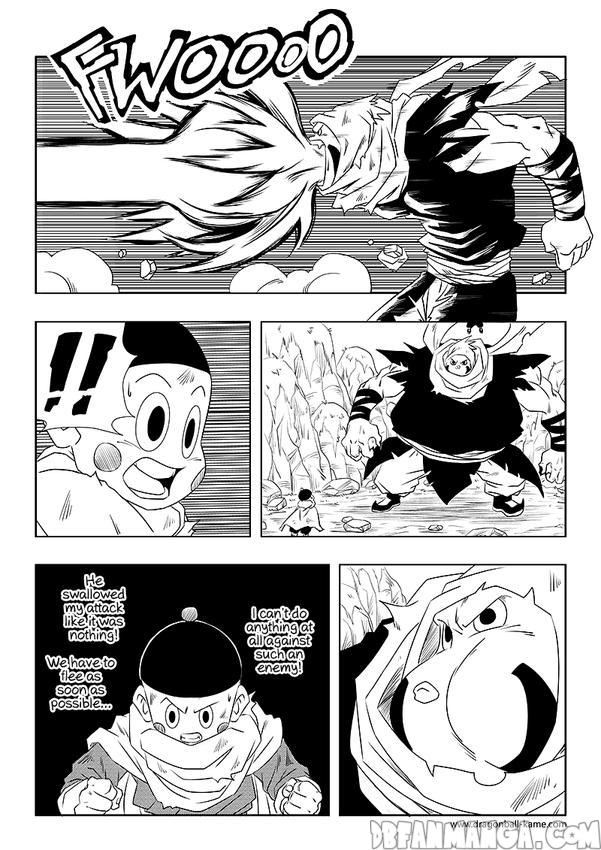 FWOOOO
!!
He
swallowed
my attack
like it was
nothing!
We have to
flee as
soon as
possible...
I can't do
anything at
all against
such an
enemy!
www.dragonball-kame.com
DBFANMANGA.COM